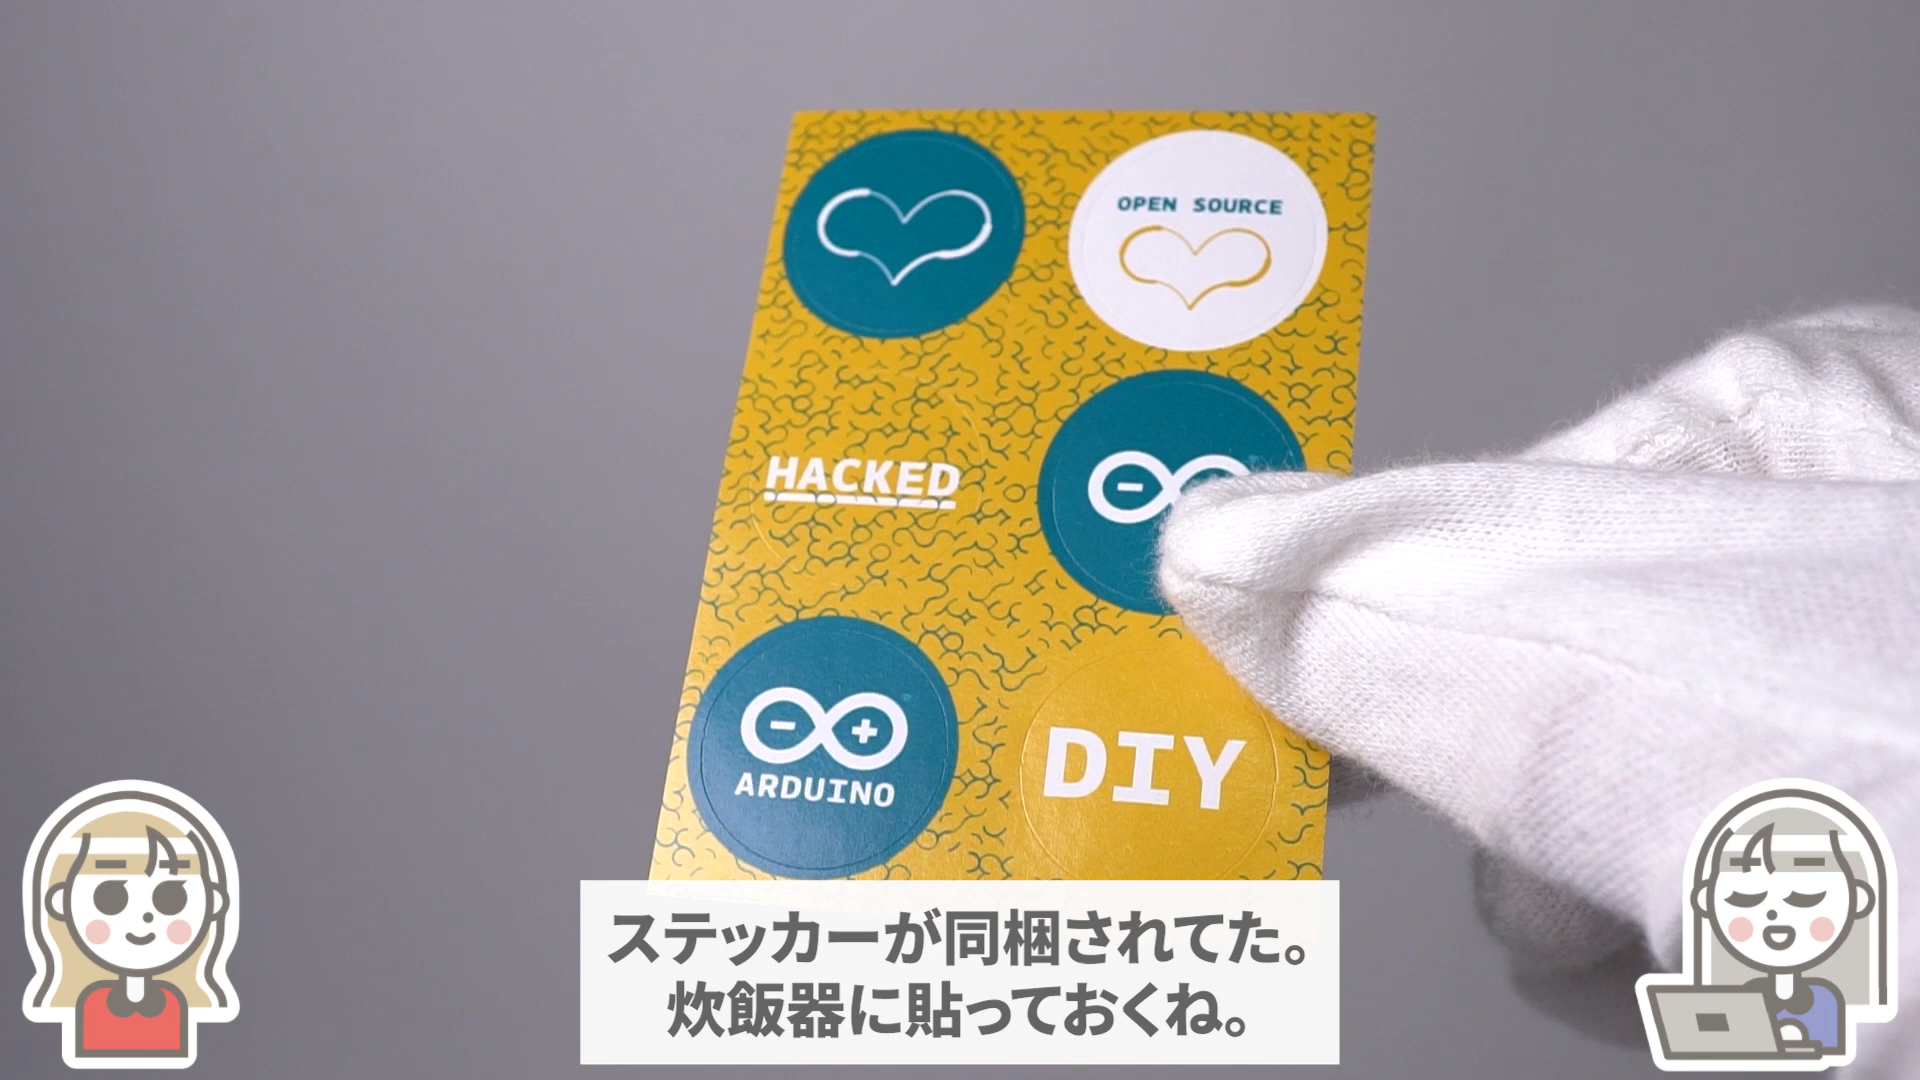 OPEN SOURCE
HACKED
ARDUINO
DIY
ステッカーが同梱されてた。
炊飯器に貼っておくね。